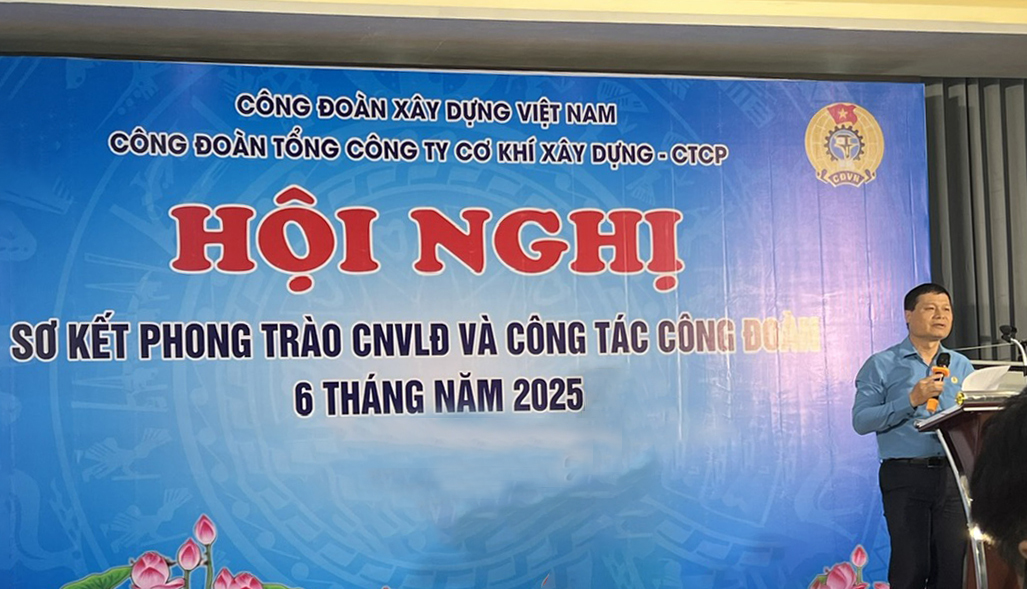 CÔNG ĐOÀN XÂY DỰNG VIỆT NAM
CÔNG ĐOÀN TỔNG CÔNG TY CƠ KHÍ XÂY DỰNG - CTCP
HỘI NGHỊ
SƠ KẾT PHONG TRÀO CNVLĐ VÀ CÔNG TÁC CÔNG ĐOÀN
6 THÁNG NĂM 2025
CĐVN